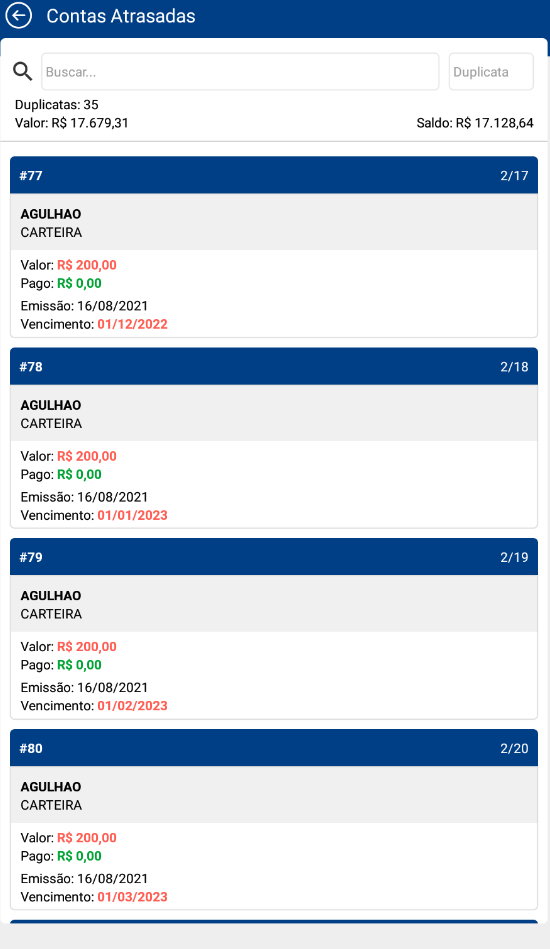 Contas Atrasadas
Buscar... Duplicata
Duplicatas: 35
Valor: R$ 17.679,31 Saldo: R$ 17.128,64
#77 2/17
AGULHAO
CARTEIRA
Valor: R$ 200,00
Pago: R$ 0,00
Emissão: 16/08/2021
Vencimento: 01/12/2022
#78 2/18
AGULHAO
CARTEIRA
Valor: R$ 200,00
Pago: R$ 0,00
Emissão: 16/08/2021
Vencimento: 01/01/2023
#79 2/19
AGULHAO
CARTEIRA
Valor: R$ 200,00
Pago: R$ 0,00
Emissão: 16/08/2021
Vencimento: 01/02/2023
#80 2/20
AGULHAO
CARTEIRA
Valor: R$ 200,00
Pago: R$ 0,00
Emissão: 16/08/2021
Vencimento: 01/03/2023